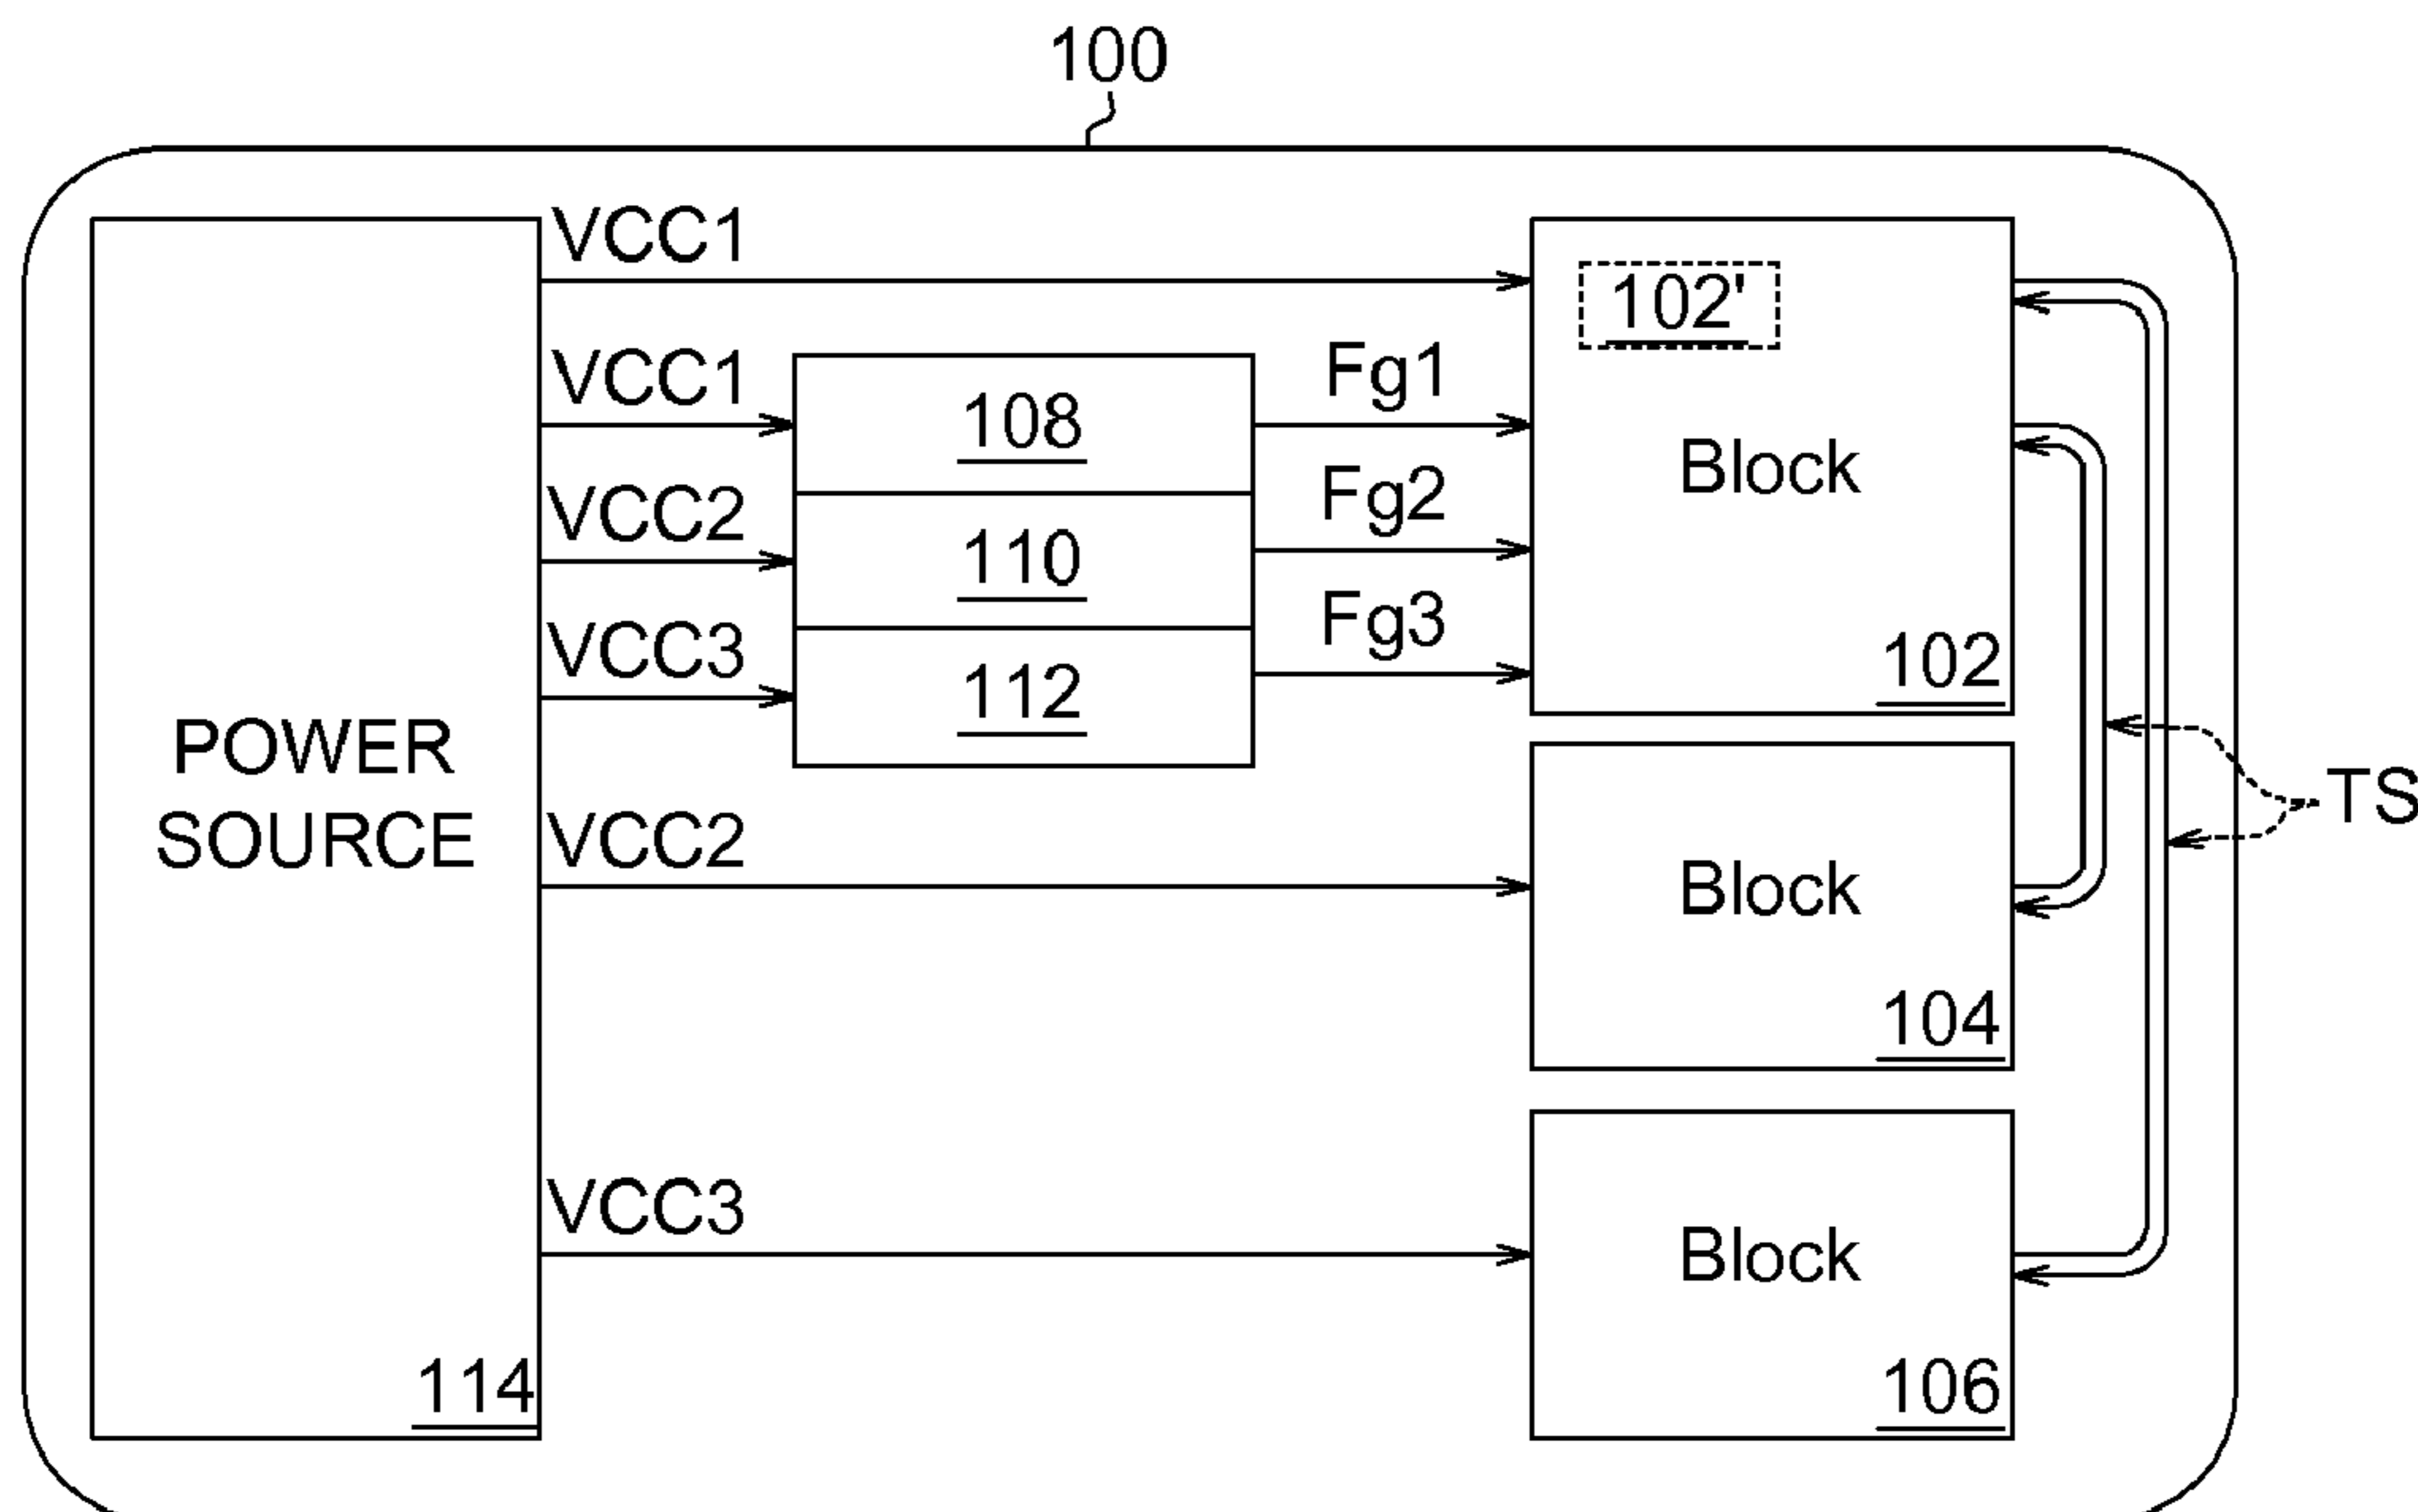 100
VCC1
102'
VCC1
108
Fg1
Block
VCC2
110
Fg2
VCC3
112
Fg3
102
POWER
SOURCE
VCC2
Block
104
TS
VCC3
Block
114
106